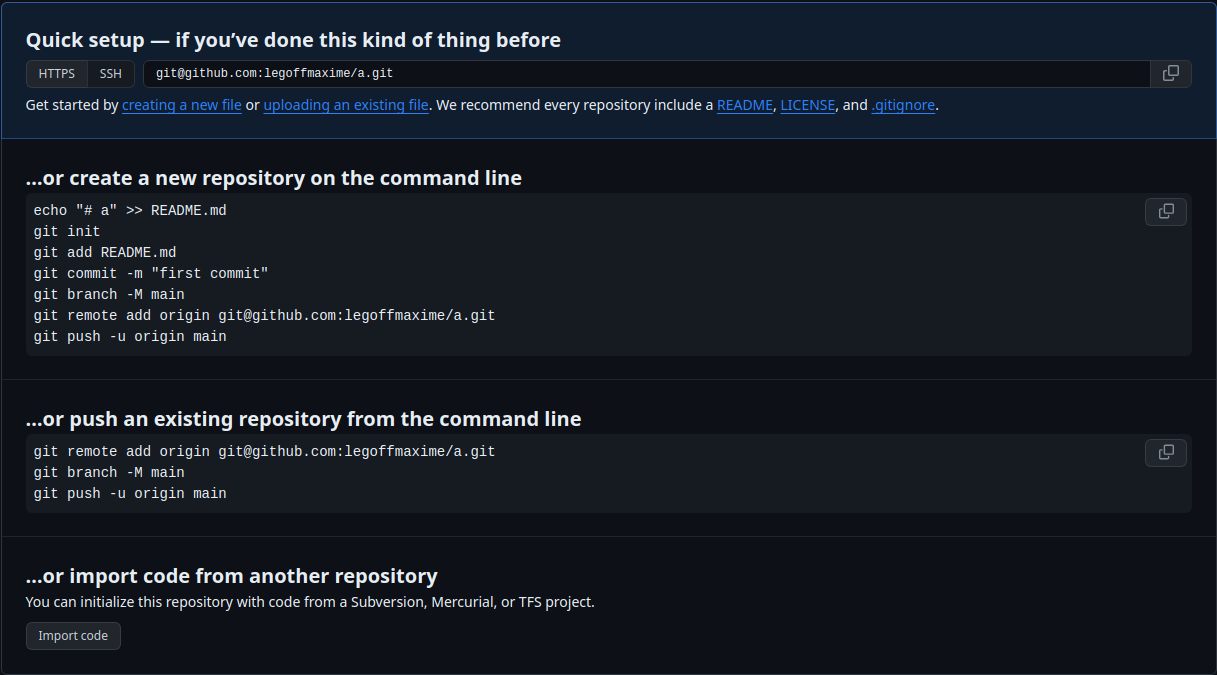 Quick setup — if you’ve done this kind of thing before
HTTPS SSH git@github.com:legoffmaxime/a.git
Get started by creating a new file or uploading an existing file. We recommend every repository include a README, LICENSE, and .gitignore.
…or create a new repository on the command line
echo "# a" >> README.md
git init
git add README.md
git commit -m "first commit"
git branch -M main
git remote add origin git@github.com:legoffmaxime/a.git
git push -u origin main
…or push an existing repository from the command line
git remote add origin git@github.com:legoffmaxime/a.git
git branch -M main
git push -u origin main
…or import code from another repository
You can initialize this repository with code from a Subversion, Mercurial, or TFS project.
Import code